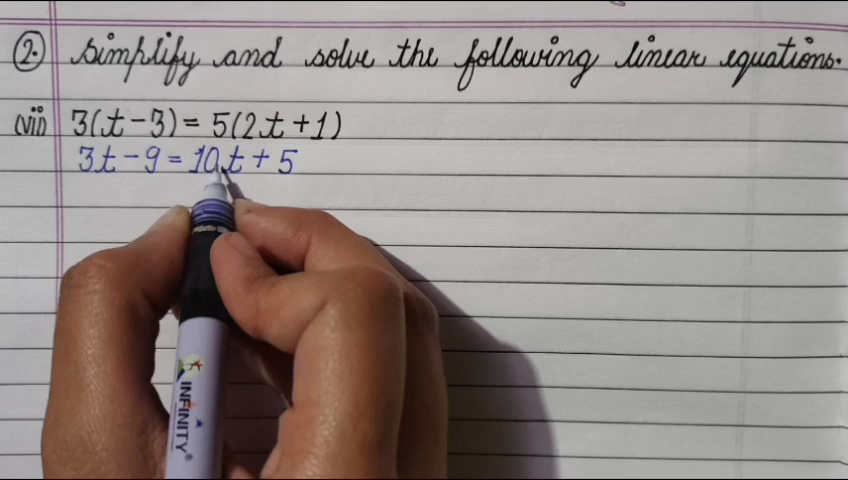 2. Simplify and solve the following linear equations.
(vii) 3(t-3) = 5(2t+1)
3t-9 = 10t+5
INFINITY®